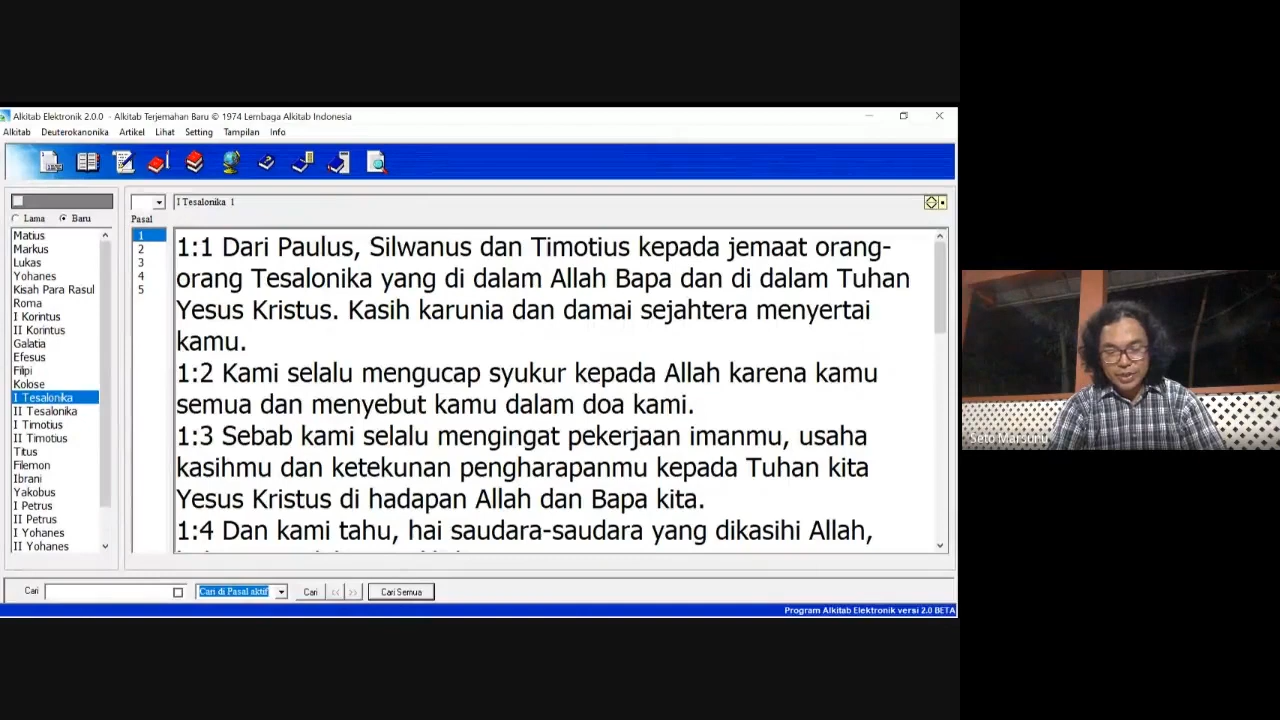 Alkitab Elektronik 2.0.0 - Alkitab Terjemahan Baru © 1974 Lembaga Alkitab Indonesia
Alkitab Deuterokanonika Artikel Lihat Setting Tampilan Info
Lama Baru
Matius
Markus
Lukas
Yohanes
Kisah Para Rasul
Roma
I Korintus
II Korintus
Galatia
Efesus
Filipi
Kolose
I Tesalonika
II Tesalonika
I Timotius
II Timotius
Titus
Filemon
Ibrani
Yakobus
I Petrus
II Petrus
I Yohanes
II Yohanes
Pasal
1
2
3
4
5
I Tesalonika 1
1:1 Dari Paulus, Silwanus dan Timotius kepada jemaat orang-
orang Tesalonika yang di dalam Allah Bapa dan di dalam Tuhan
Yesus Kristus. Kasih karunia dan damai sejahtera menyertai
kamu.
1:2 Kami selalu mengucap syukur kepada Allah karena kamu
semua dan menyebut kamu dalam doa kami.
1:3 Sebab kami selalu mengingat pekerjaan imanmu, usaha
kasihmu dan ketekunan pengharapanmu kepada Tuhan kita
Yesus Kristus di hadapan Allah dan Bapa kita.
1:4 Dan kami tahu, hai saudara-saudara yang dikasihi Allah,
Cari Cari di Pasal aktif Cari << >> Cari Semua
Program Alkitab Elektronik versi 2.0 BETA
Seto Marsunu